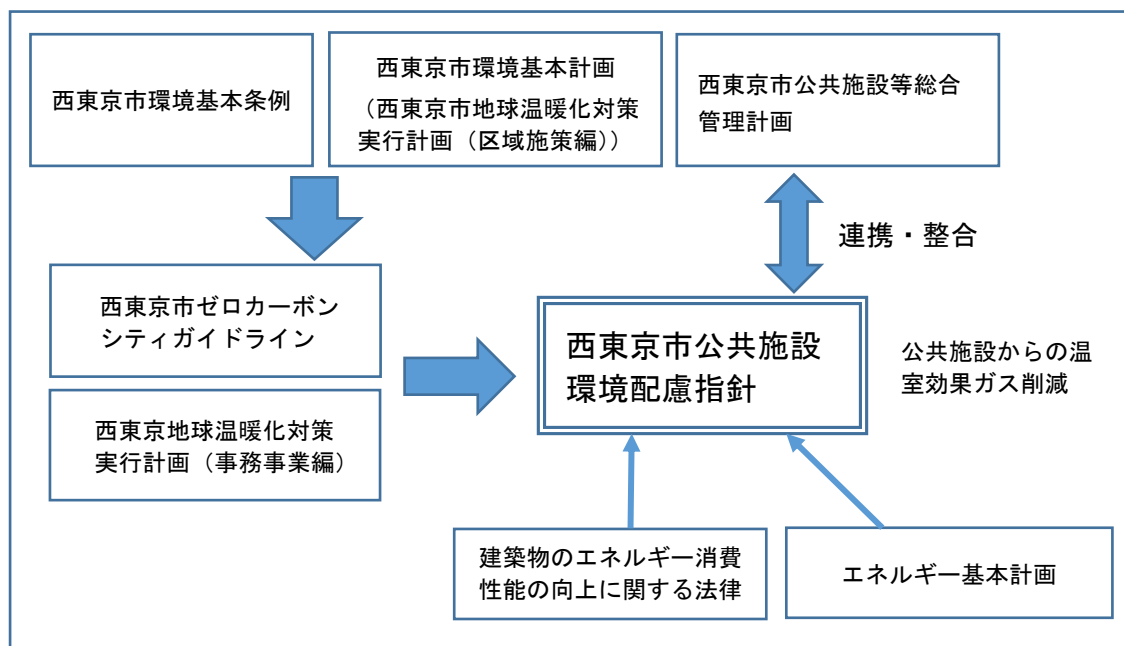 西東京市環境基本条例
西東京市環境基本計画
（西東京市地球温暖化対策
実行計画（区域施策編））
西東京市公共施設等総合
管理計画
連携・整合
西東京市ゼロカーボン
シティガイドライン
西東京市公共施設
環境配慮指針
公共施設からの温
室効果ガス削減
西東京地球温暖化対策
実行計画（事務事業編）
建築物のエネルギー消費
性能の向上に関する法律
エネルギー基本計画